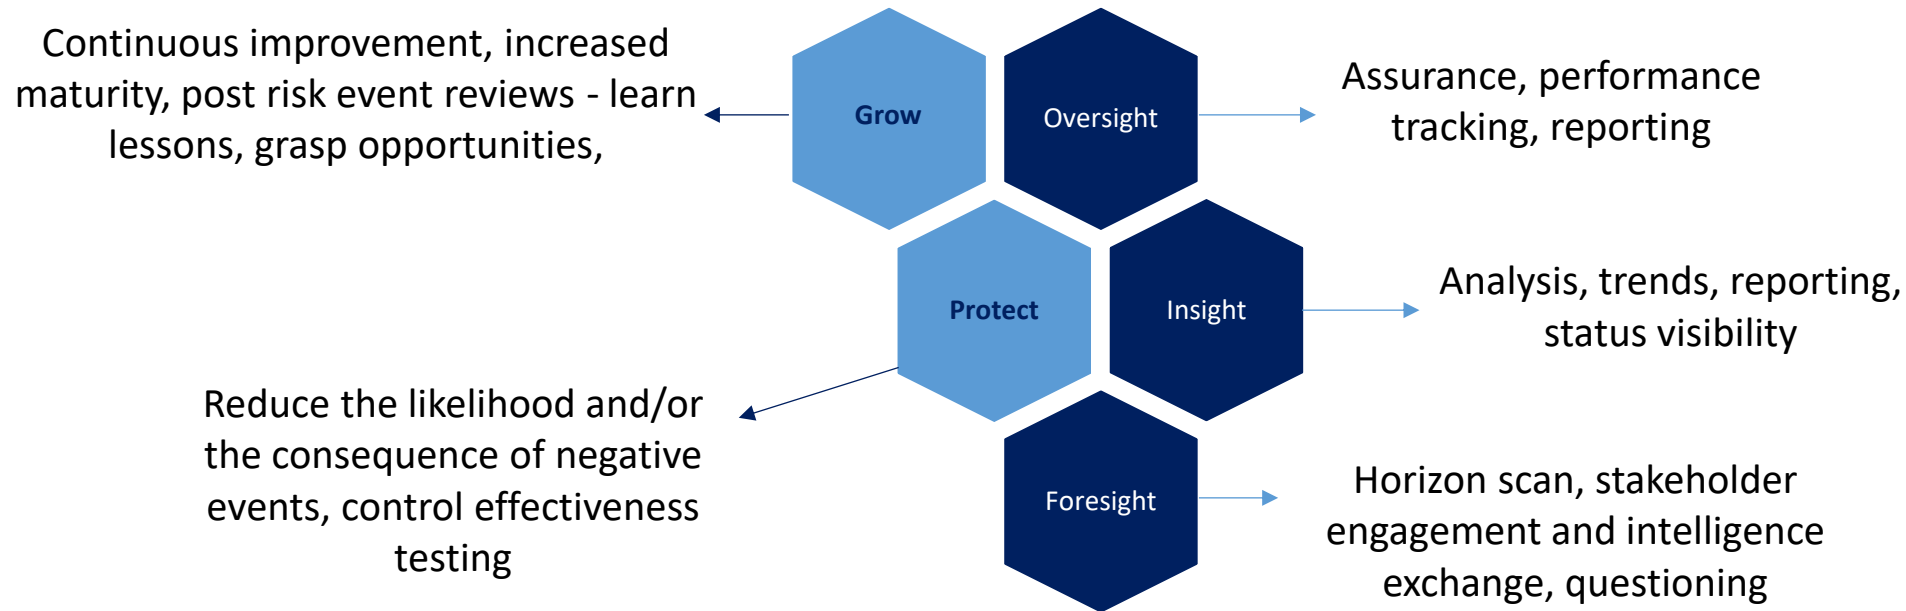 Continuous improvement, increased
maturity, post risk event reviews - learn
lessons, grasp opportunities,
Grow
Oversight
Assurance, performance
tracking, reporting
Protect
Insight
Analysis, trends, reporting,
status visibility
Reduce the likelihood and/or
the consequence of negative
events, control effectiveness
testing
Foresight
Horizon scan, stakeholder
engagement and intelligence
exchange, questioning